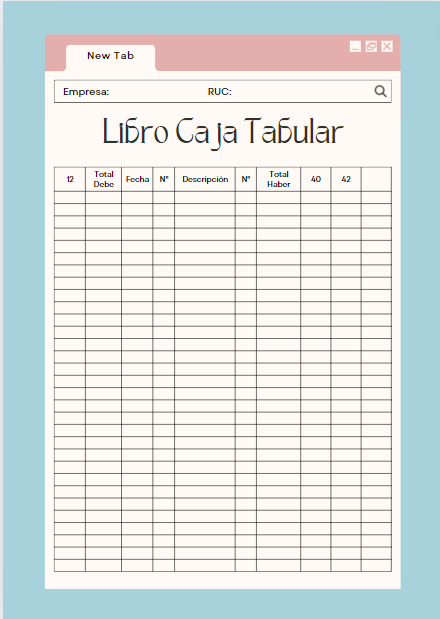 New Tab
Empresa: RUC:
Libro Caja Tabular
12 Total Debe Fecha N° Descripción N° Total Haber 40 42